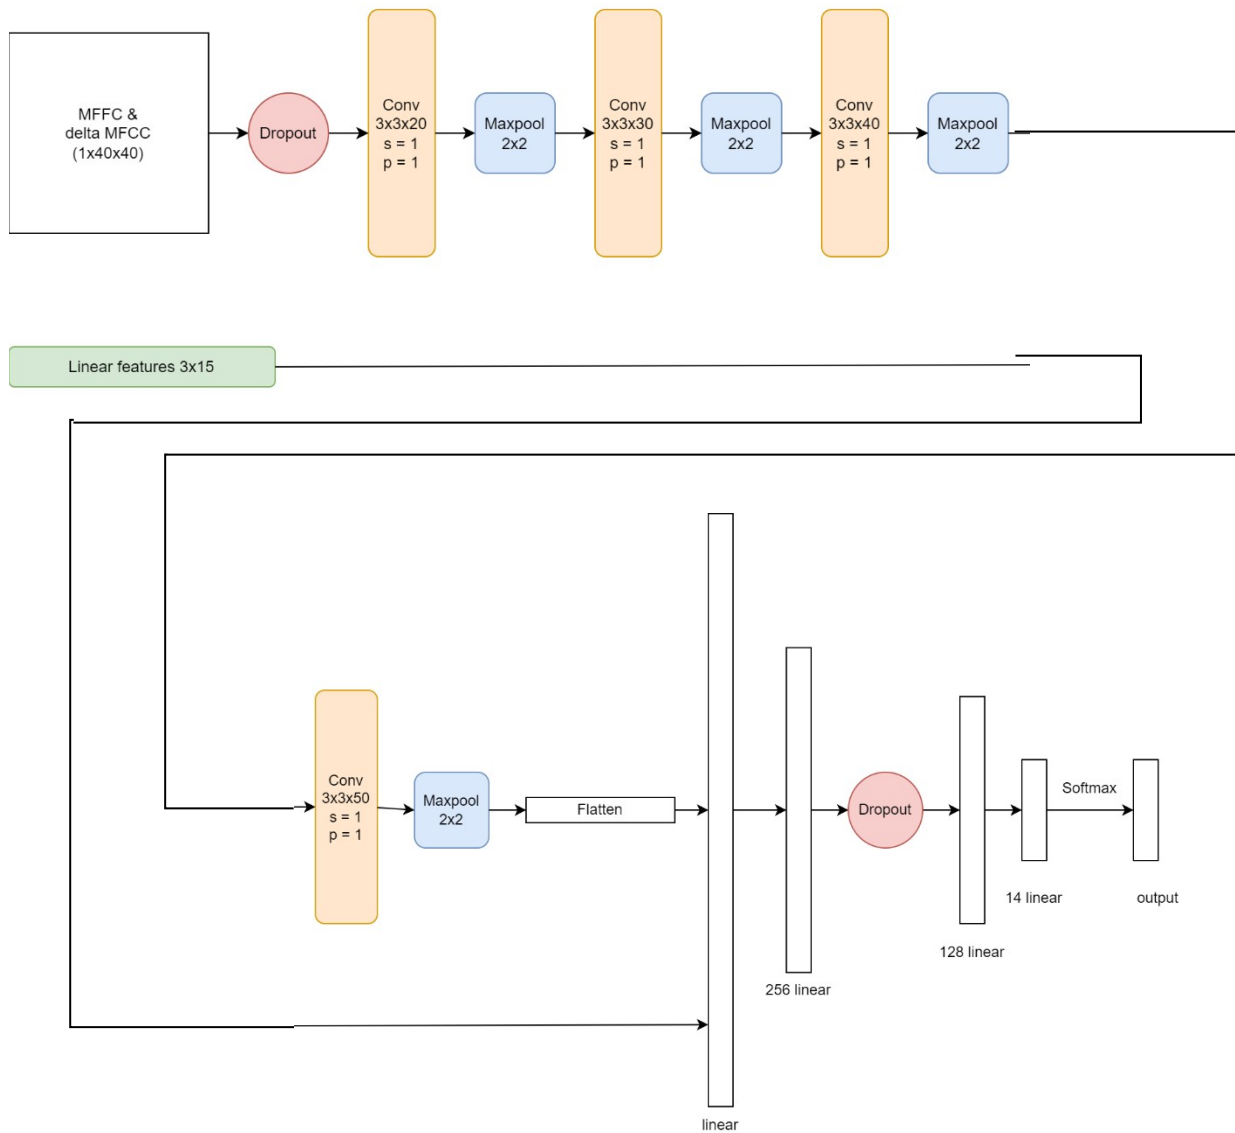 MFFC &
delta MFCC
(1x40x40)
Dropout
Conv
3x3x20
s = 1
p = 1
Maxpool
2x2
Conv
3x3x30
s = 1
p = 1
Maxpool
2x2
Conv
3x3x40
s = 1
p = 1
Maxpool
2x2
Linear features 3x15
Conv
3x3x50
s = 1
p = 1
Maxpool
2x2
Flatten
linear
256 linear
Dropout
128 linear
14 linear
Softmax
output